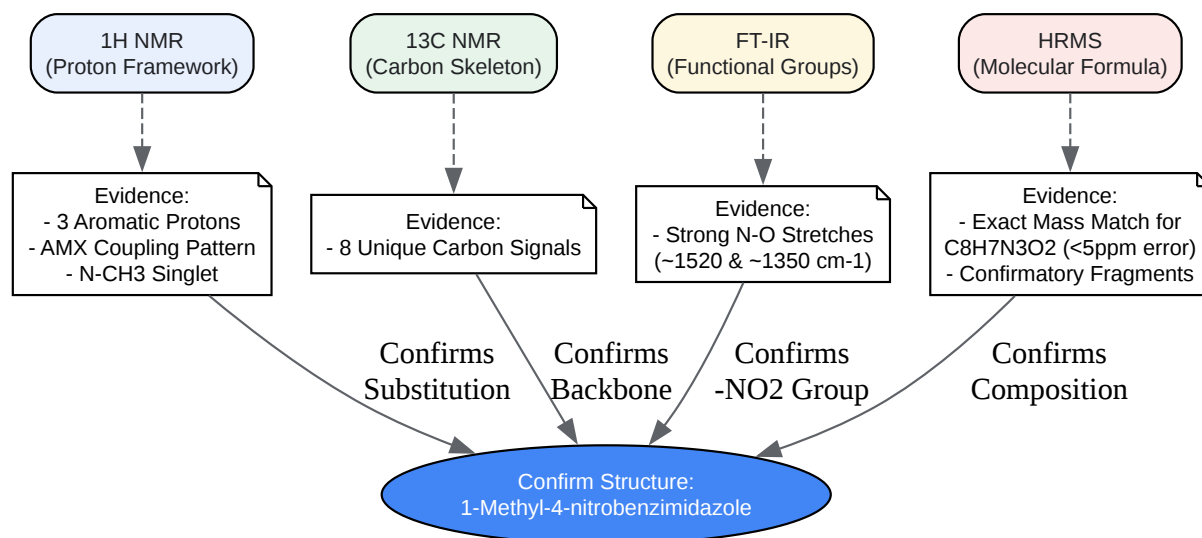 1H NMR
(Proton Framework)
13C NMR
(Carbon Skeleton)
FT-IR
(Functional Groups)
HRMS
(Molecular Formula)
Evidence:
- 3 Aromatic Protons
- AMX Coupling Pattern
- N-CH3 Singlet
Evidence:
- 8 Unique Carbon Signals
Evidence:
- Strong N-O Stretches
(~1520 & ~1350 cm-1)
Evidence:
- Exact Mass Match for
C8H7N3O2 (<5ppm error)
- Confirmatory Fragments
Confirms
Substitution
Confirms
Backbone
Confirms
-NO2 Group
Confirms
Composition
Confirm Structure:
1-Methyl-4-nitrobenzimidazole